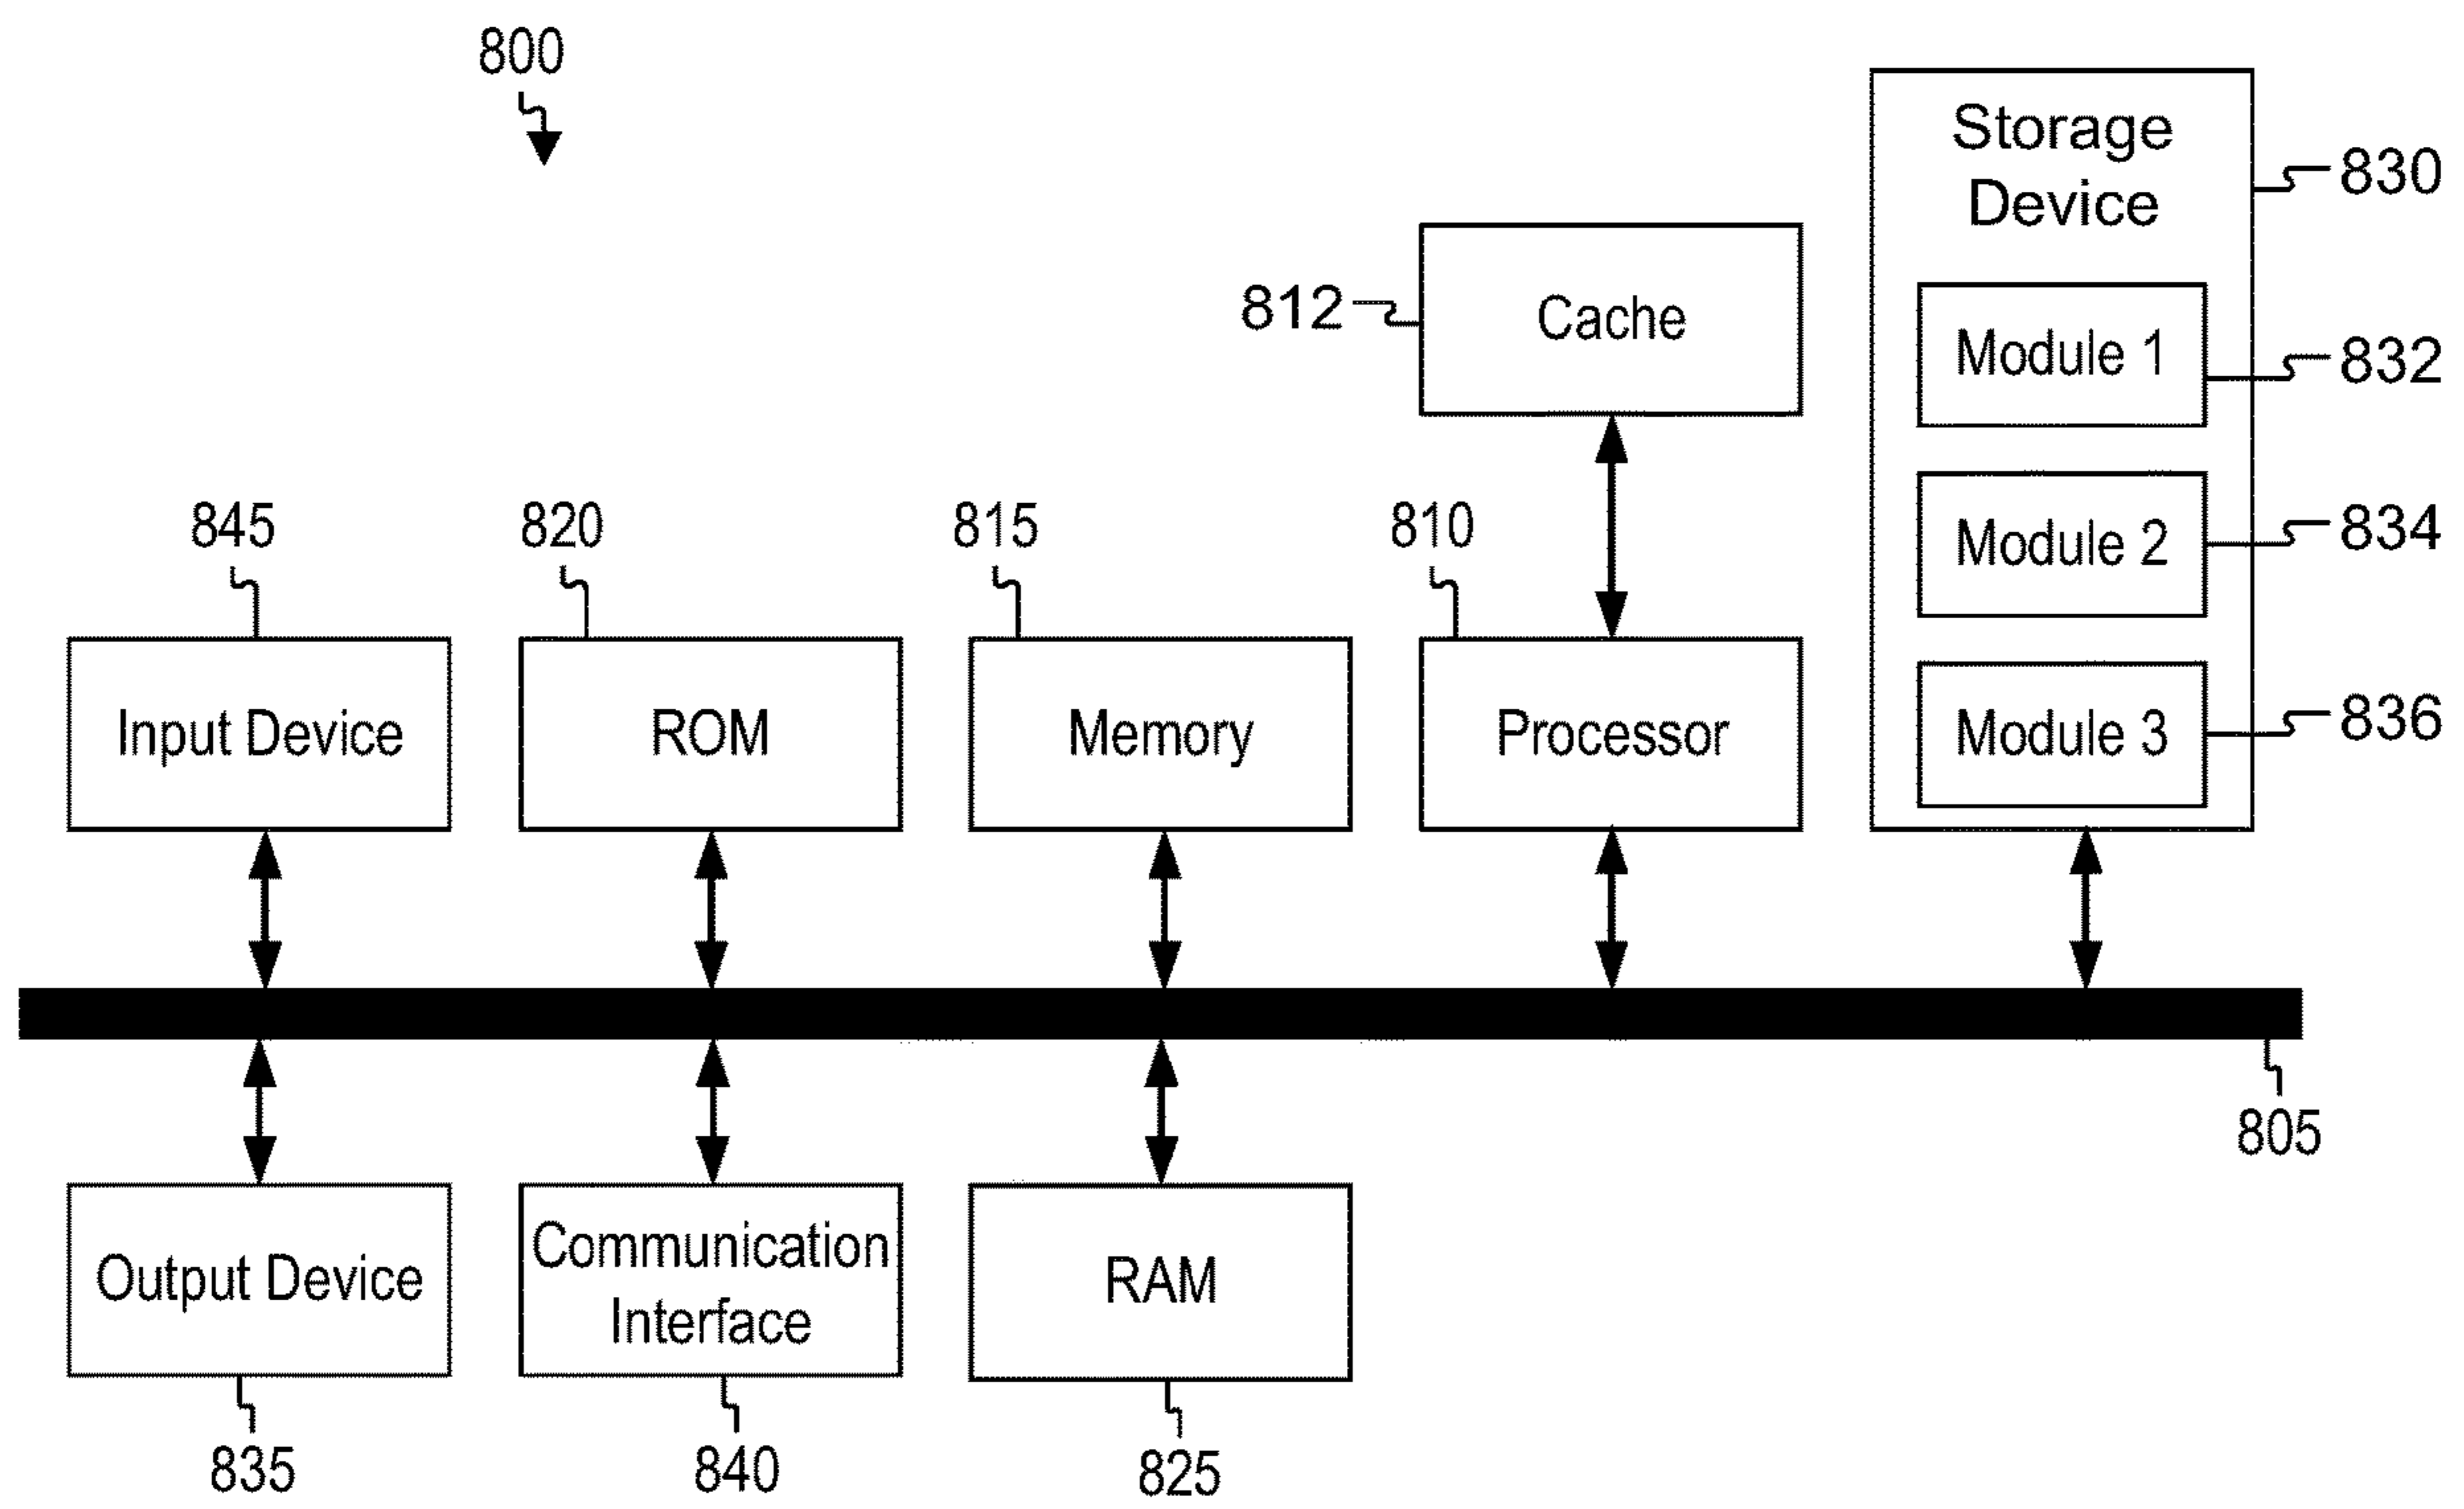 800
Storage
Device
830
812
Cache
Module 1
832
845
820
815
810
Module 2
834
Input Device
ROM
Memory
Processor
Module 3
836
805
Output Device
Communication
Interface
RAM
835
840
825